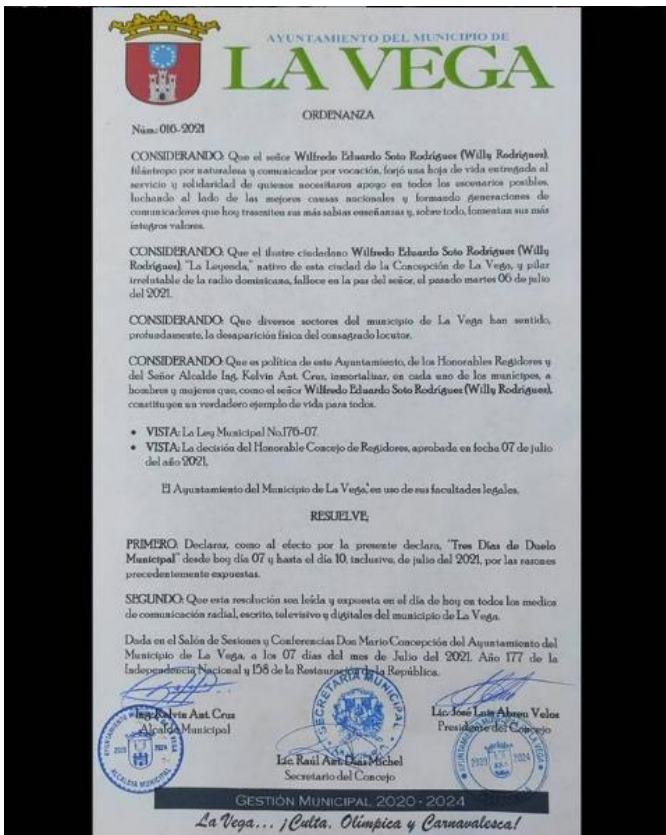 AYUNTAMIENTO DEL MUNICIPIO DE
LA VEGA
ORDENANZA
Núm: 016-2021
CONSIDERANDO: Que el señor Wilfredo Eduardo Soto Rodríguez (Willy Rodríguez),
filántropo por naturaleza y comunicador por vocación, forjó una hoja de vida entregada al
servicio y solidaridad de quienes necesitaron apoyo en todos los escenarios posibles,
luchando al lado de las mejores causas nacionales y formando generaciones de
comunicadores que hoy trasmiten sus más sabias enseñanzas y, sobre todo, fomentan sus más
íntegros valores.
CONSIDERANDO: Que el ilustre ciudadano Wilfredo Eduardo Soto Rodríguez (Willy
Rodríguez), "La Leyenda," nativo de esta ciudad de la Concepción de La Vega, y pilar
irrefutable de la radio dominicana, fallece en la paz del señor, el pasado martes 06 de julio
del 2021.
CONSIDERANDO: Que diversos sectores del municipio de La Vega han sentido,
profundamente, la desaparición física del consagrado locutor.
CONSIDERANDO: Que es política de este Ayuntamiento, de los Honorables Regidores y
del Señor Alcalde Ing. Kelvin Ant. Cruz, inmortalizar, en cada uno de los munícipes, a
hombres y mujeres que, como el señor Wilfredo Eduardo Soto Rodríguez (Willy Rodríguez),
constituyen un verdadero ejemplo de vida para todos.
• VISTA: La Ley Municipal No.176-07.
• VISTA: La decisión del Honorable Concejo de Regidores, aprobada en fecha 07 de julio
del año 2021,
El Ayuntamiento del Municipio de La Vega, en uso de sus facultades legales,
RESUELVE;
PRIMERO: Declarar, como al efecto por la presente declara, "Tres Días de Duelo
Municipal" desde hoy día 07 y hasta el día 10, inclusive, de julio del 2021, por las razones
precedentemente expuestas.
SEGUNDO: Que esta resolución sea leída y expuesta en el día de hoy en todos los medios
de comunicación radial, escrito, televisivo y digitales del municipio de La Vega.
Dada en el Salón de Sesiones y Conferencias Don Mario Concepción del Ayuntamiento del
Municipio de La Vega, a los 07 días del mes de Julio del 2021. Año 177 de la
Independencia Nacional y 158 de la Restauración de la República.
Ing. Kelvin Ant. Cruz
Alcalde Municipal
Lic. José Luis Abreu Velos
Presidente del Concejo
Lic. Raúl Ant. Díaz Michel
Secretario del Concejo
AYUNTAMIENTO MUNICIPAL LA VEGA
2020 2024
ALCALDIA MUNICIPAL
SECRETARIA MUNICIPAL
2020 2024
GESTIÓN MUNICIPAL 2020 - 2024
La Vega... ¡Culta, Olímpica y Carnavalesca!